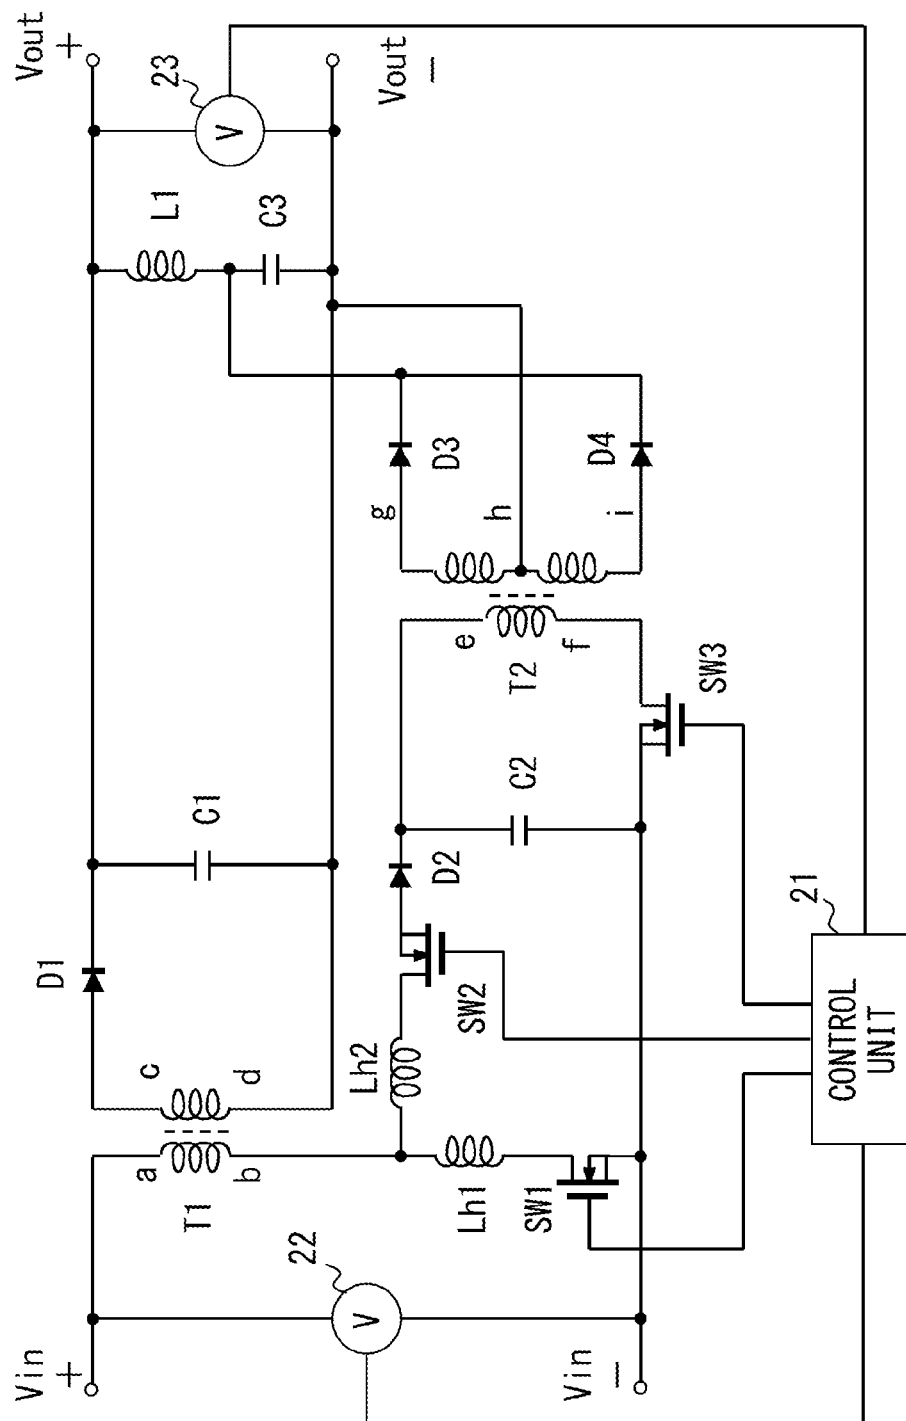 Vin
+
Vin
−
22
V
T1
a
b
c
d
Lh1
SW1
Lh2
SW2
D1
D2
C1
C2
CONTROL
UNIT
21
SW3
T2
e
f
g
h
i
D3
D4
L1
C3
23
V
Vout
+
Vout
−